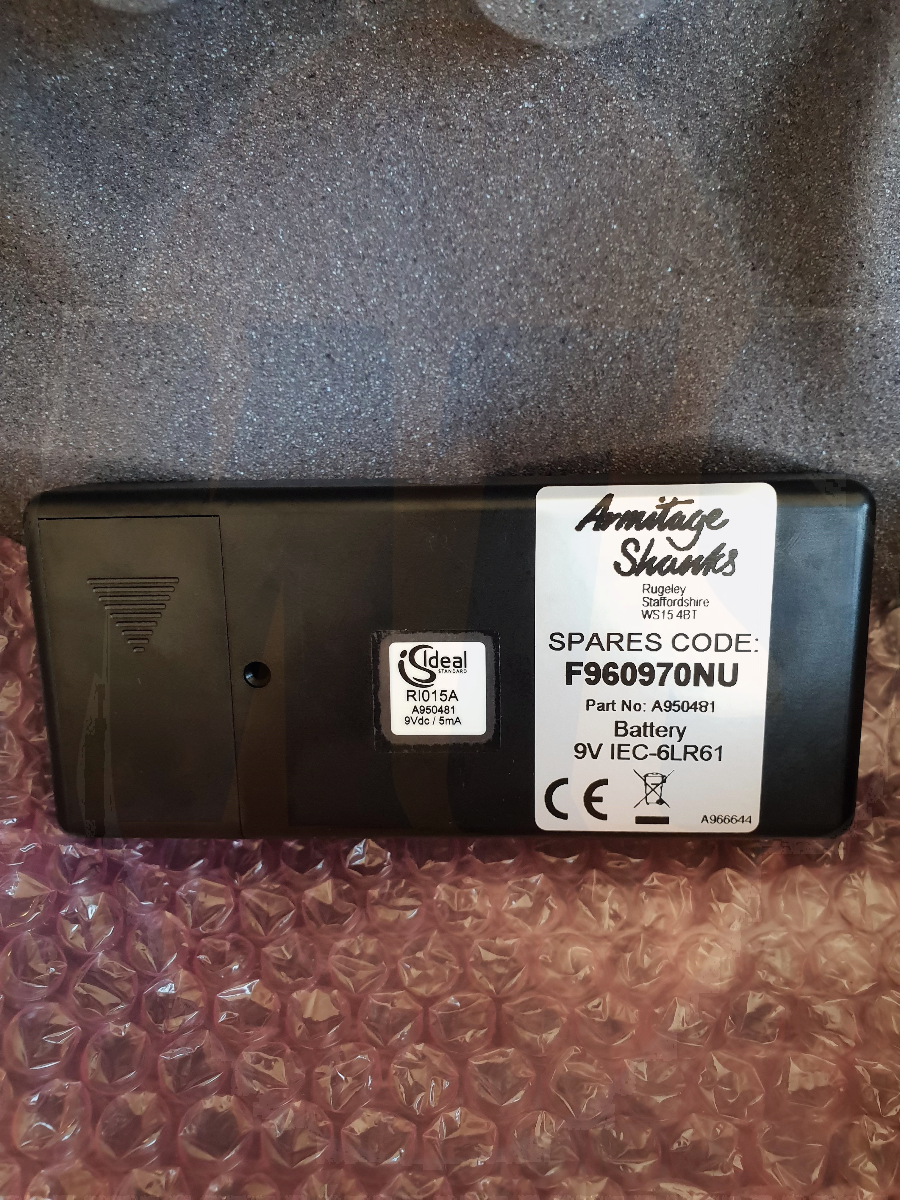 Ideal
STANDARD
RI015A
A950481
9Vdc / 5mA
Armitage
Shanks
Rugeley
Staffordshire
WS15 4BT
SPARES CODE:
F960970NU
Part No: A950481
Battery
9V IEC-6LR61
CE
A966644